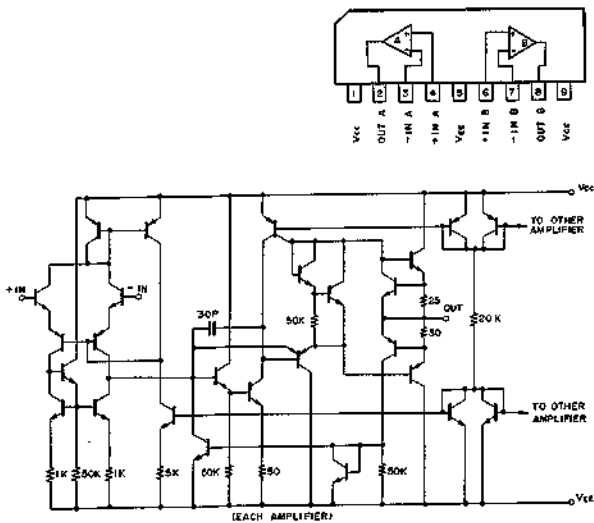 A
B
1 2 3 4 5 6 7 8 9
Vcc
OUT A
-IN A
+IN A
VEE
+IN B
-IN B
OUT B
Vcc
Vcc
TO OTHER
AMPLIFIER
+IN
-IN
30P
50K
25
OUT
50
20K
TO OTHER
AMPLIFIER
1K
50K
1K
5K
50K
50
50K
VEE
(EACH AMPLIFIER)